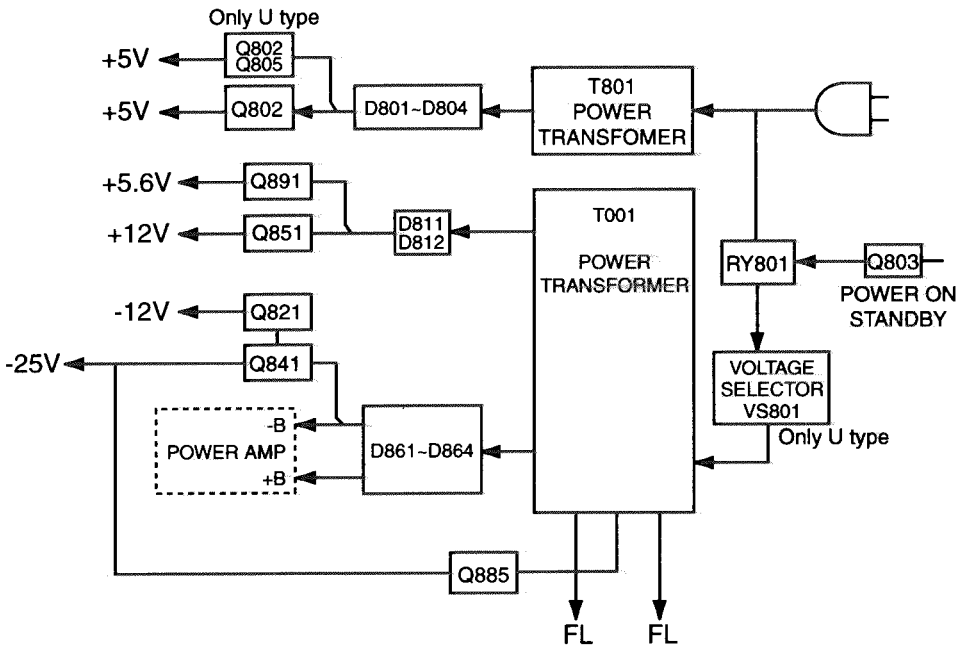 Only U type
Q802
Q805
+5V
T801
POWER
TRANSFOMER
+5V
Q802
D801~D804
+5.6V
Q891
+12V
Q851
D811
D812
T001
POWER
TRANSFORMER
RY801
Q803
POWER ON
STANDBY
-12V
Q821
-25V
Q841
VOLTAGE
SELECTOR
VS801
Only U type
-B
POWER AMP
+B
D861~D864
Q885
FL
FL